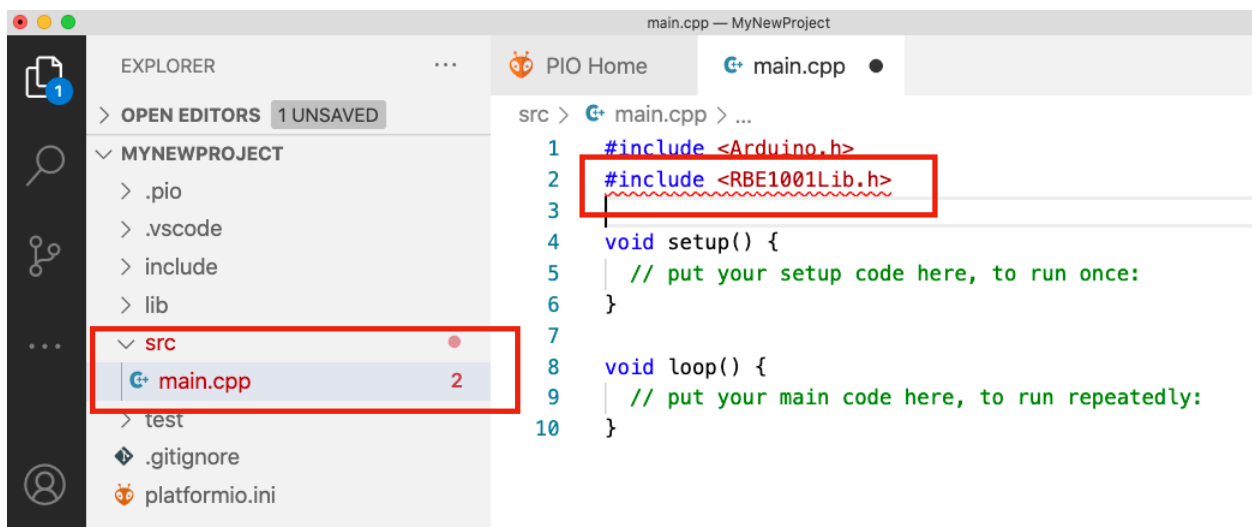 main.cpp — MyNewProject
1
EXPLORER
OPEN EDITORS 1 UNSAVED
MYNEWPROJECT
.pio
.vscode
include
lib
src
main.cpp 2
test
.gitignore
platformio.ini
PIO Home
main.cpp
src > main.cpp > ...
1 #include <Arduino.h>
2 #include <RBE1001Lib.h>
3
4 void setup() {
5   // put your setup code here, to run once:
6 }
7
8 void loop() {
9   // put your main code here, to run repeatedly:
10 }